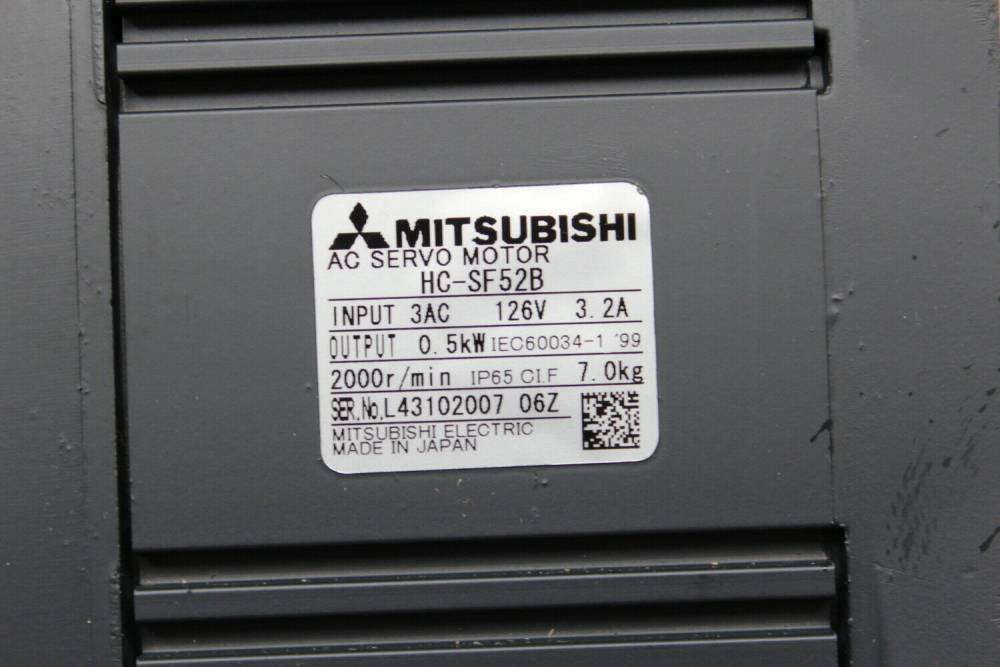 MITSUBISHI
AC SERVO MOTOR
HC-SF52B
INPUT 3AC 126V 3.2A
OUTPUT 0.5kW IEC60034-1 '99
2000r/min IP65 CI.F 7.0kg
SER.No.L43102007 06Z
MITSUBISHI ELECTRIC
MADE IN JAPAN